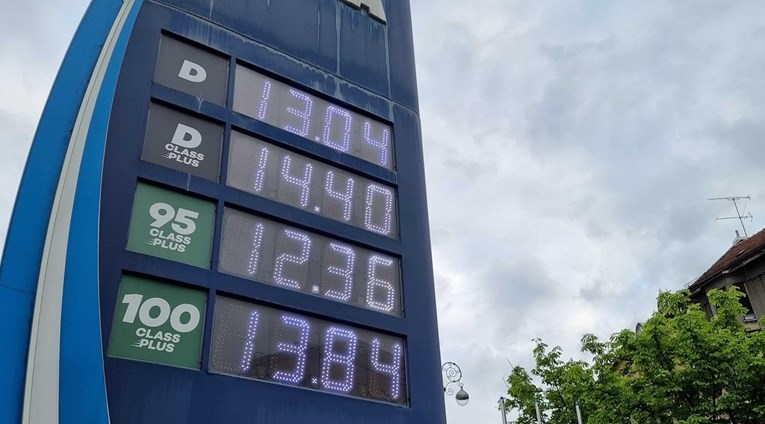 D 13.04
D CLASS PLUS 14.40
95 CLASS PLUS 12.36
100 CLASS PLUS 13.84